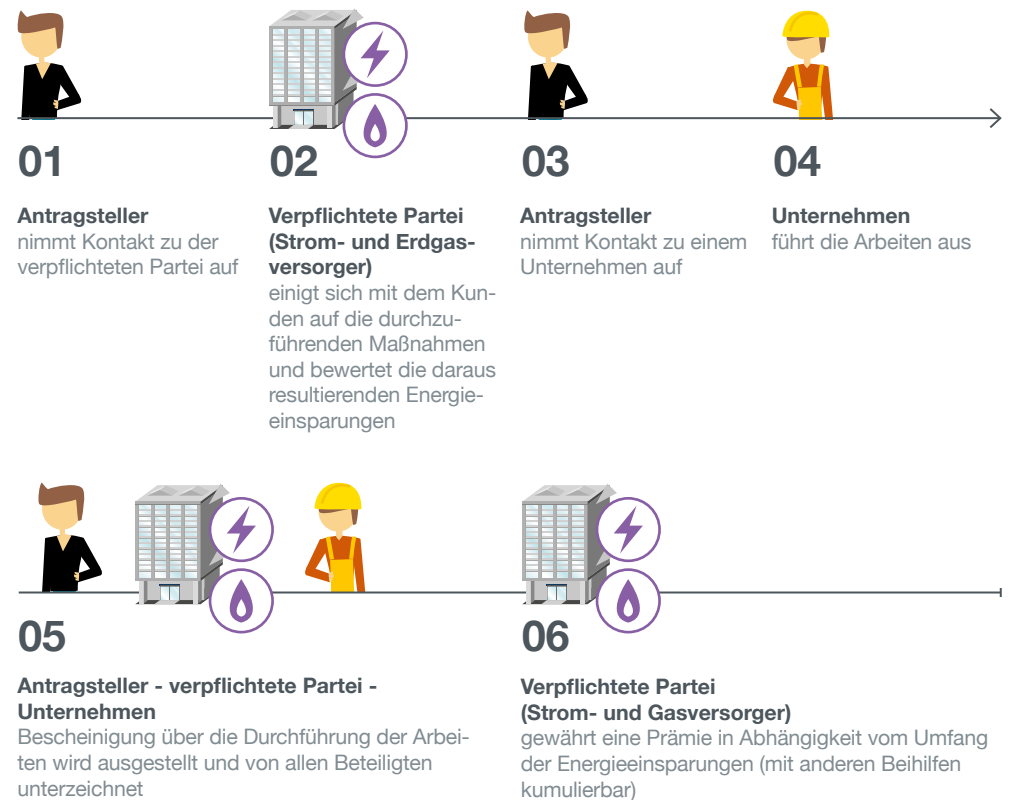 01
Antragsteller
nimmt Kontakt zu der
verpflichteten Partei auf
02
Verpflichtete Partei
(Strom- und Erdgas-
versorger)
einigt sich mit dem Kun-
den auf die durchzu-
führenden Maßnahmen
und bewertet die daraus
resultierenden Energie-
einsparungen
03
Antragsteller
nimmt Kontakt zu einem
Unternehmen auf
04
Unternehmen
führt die Arbeiten aus
05
Antragsteller - verpflichtete Partei -
Unternehmen
Bescheinigung über die Durchführung der Arbei-
ten wird ausgestellt und von allen Beteiligten
unterzeichnet
06
Verpflichtete Partei
(Strom- und Gasversorger)
gewährt eine Prämie in Abhängigkeit vom Umfang
der Energieeinsparungen (mit anderen Beihilfen
kumulierbar)